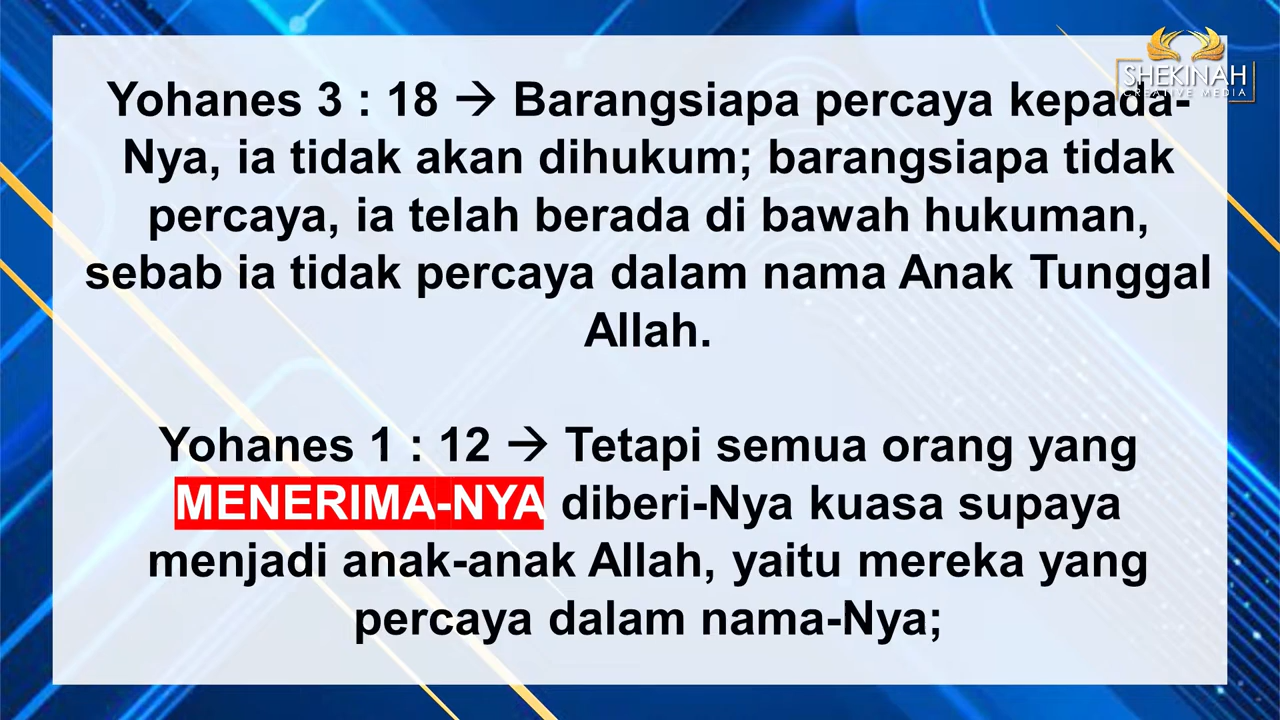 SHEKINAH
CREATIVE MEDIA
Yohanes 3 : 18 → Barangsiapa percaya kepada-
Nya, ia tidak akan dihukum; barangsiapa tidak
percaya, ia telah berada di bawah hukuman,
sebab ia tidak percaya dalam nama Anak Tunggal
Allah.
Yohanes 1 : 12 → Tetapi semua orang yang
MENERIMA-NYA diberi-Nya kuasa supaya
menjadi anak-anak Allah, yaitu mereka yang
percaya dalam nama-Nya;